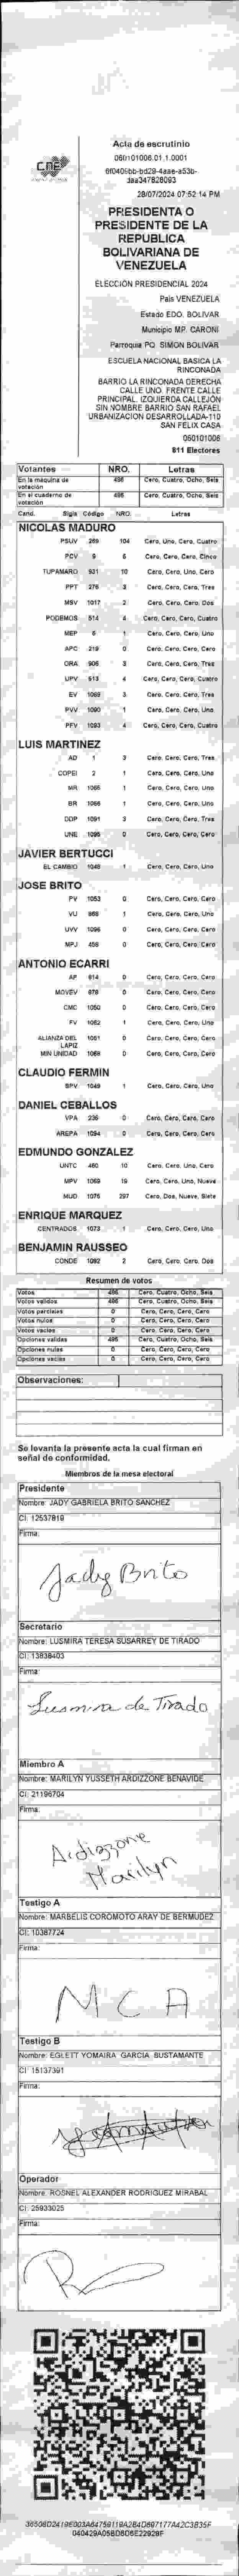 Acta de escrutinio
060101006.01.1.0001
28/07/2024 07:52:14 PM
CNE
PRESIDENTA O
PRESIDENTE DE LA
REPUBLICA
BOLIVARIANA DE
VENEZUELA
ELECCIÓN PRESIDENCIAL 2024
Pais VENEZUELA
Estado EDO. BOLIVAR
Municipio MP. CARONI
Parroquia PQ. SIMON BOLIVAR
ESCUELA NACIONAL BASICA LA
RINCONADA
BARRIO LA RINCONADA DERECHA
CALLE UNO. FRENTE CALLE
PRINCIPAL. IZQUIERDA CALLEJÓN
SIN NOMBRE BARRIO SAN RAFAEL
URBANIZACION DESARROLLADA-110
SAN FELIX CASA
060101006
811 Electores
Votantes NRO. Letras
En la máquina de votación 486 Cero, Cuatro, Ocho, Seis
En el cuaderno de votación 486 Cero, Cuatro, Ocho, Seis
Cand. Sigla Código NRO. Letras
NICOLAS MADURO
PSUV 289 104 Cero, Uno, Cero, Cuatro
PCV 9 5 Cero, Cero, Cero, Cinco
TUPAMARO 931 10 Cero, Cero, Uno, Cero
PPT 276 3 Cero, Cero, Cero, Tres
MSV 1017 2 Cero, Cero, Cero, Dos
PODEMOS 514 4 Cero, Cero, Cero, Cuatro
MEP 6 1 Cero, Cero, Cero, Uno
APC 219 0 Cero, Cero, Cero, Cero
ORA 906 3 Cero, Cero, Cero, Tres
UPV 513 4 Cero, Cero, Cero, Cuatro
EV 1089 3 Cero, Cero, Cero, Tres
PVV 1090 1 Cero, Cero, Cero, Uno
PFV 1093 4 Cero, Cero, Cero, Cuatro
LUIS MARTINEZ
AD 1 3 Cero, Cero, Cero, Tres
COPEI 2 1 Cero, Cero, Cero, Uno
MR 1065 1 Cero, Cero, Cero, Uno
BR 1066 1 Cero, Cero, Cero, Uno
DDP 1091 3 Cero, Cero, Cero, Tres
UNE 1095 0 Cero, Cero, Cero, Cero
JAVIER BERTUCCI
EL CAMBIO 1048 1 Cero, Cero, Cero, Uno
JOSE BRITO
PV 1053 0 Cero, Cero, Cero, Cero
VU 868 1 Cero, Cero, Cero, Uno
UVV 1096 0 Cero, Cero, Cero, Cero
MPJ 458 0 Cero, Cero, Cero, Cero
ANTONIO ECARRI
AP 614 0 Cero, Cero, Cero, Cero
MOVEV 979 0 Cero, Cero, Cero, Cero
CMC 1050 0 Cero, Cero, Cero, Cero
FV 1082 1 Cero, Cero, Cero, Uno
ALIANZA DEL LAPIZ 1051 0 Cero, Cero, Cero, Cero
MIN UNIDAD 1068 0 Cero, Cero, Cero, Cero
CLAUDIO FERMIN
SPV 1049 1 Cero, Cero, Cero, Uno
DANIEL CEBALLOS
VPA 235 0 Cero, Cero, Cero, Cero
AREPA 1094 0 Cero, Cero, Cero, Cero
EDMUNDO GONZALEZ
UNTC 460 10 Cero, Cero, Uno, Cero
MPV 1069 19 Cero, Cero, Uno, Nueve
MUD 1076 297 Cero, Dos, Nueve, Siete
ENRIQUE MARQUEZ
CENTRADOS 1073 1 Cero, Cero, Cero, Uno
BENJAMIN RAUSSEO
CONDE 1092 2 Cero, Cero, Cero, Dos
Resumen de votos
Votos 486 Cero, Cuatro, Ocho, Seis
Votos validos 486 Cero, Cuatro, Ocho, Seis
Votos parciales 0 Cero, Cero, Cero, Cero
Votos nulos 0 Cero, Cero, Cero, Cero
Votos vacios 0 Cero, Cero, Cero, Cero
Opciones validas 486 Cero, Cuatro, Ocho, Seis
Opciones nulas 0 Cero, Cero, Cero, Cero
Opciones vacias 0 Cero, Cero, Cero, Cero
Observaciones:
Se levanta la presente acta la cual firman en
señal de conformidad.
Miembros de la mesa electoral
Presidente
Nombre: JADY GABRIELA BRITO SANCHEZ
CI: 12537819
Firma:
Jady Brito
Secretario
Nombre: LUSMIRA TERESA SUSARREY DE TIRADO
CI: 13838403
Firma:
Lusmira de Tirado
Miembro A
Nombre: MARILYN YUSSETH ARDIZZONE BENAVIDE
CI: 21196704
Firma:
Ardizzone
Marilyn
Testigo A
Nombre: MARBELIS COROMOTO ARAY DE BERMUDEZ
CI: 10387724
Firma:
MCA
Testigo B
Nombre: EGLETT YOMAIRA GARCIA BUSTAMANTE
CI: 15137391
Firma:
Operador
Nombre: ROSNEL ALEXANDER RODRIGUEZ MIRABAL
CI: 25933025
Firma: